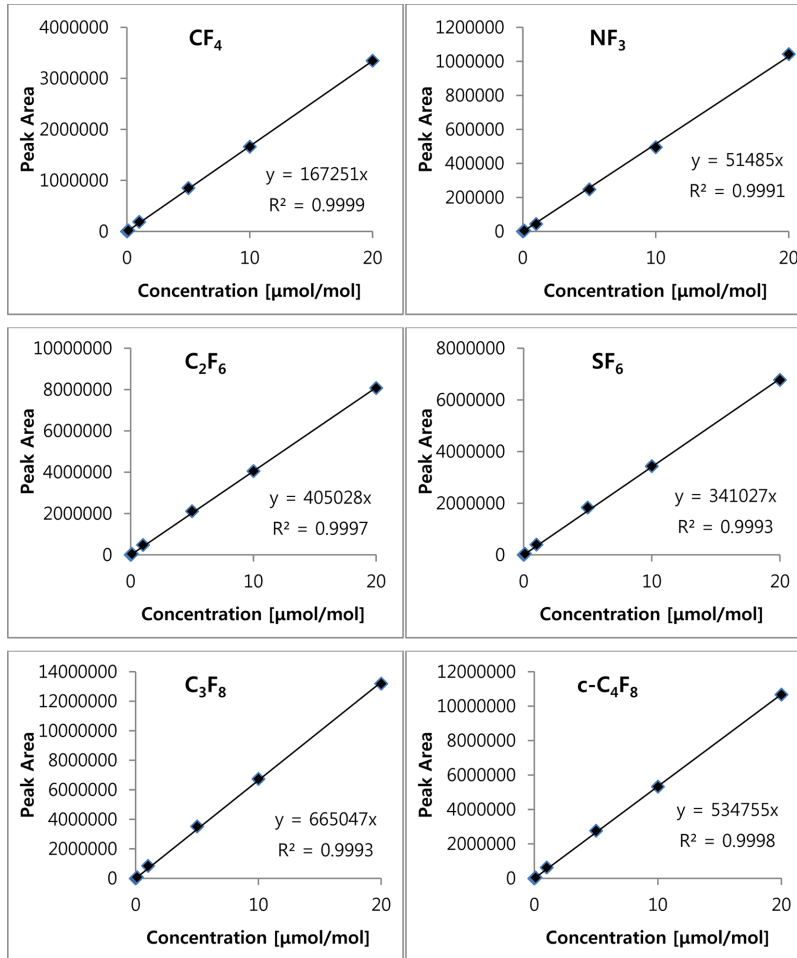 CF₄
4000000
3000000
2000000
1000000
0
Peak Area
y = 167251x
R² = 0.9999
0 10 20
Concentration [µmol/mol]
NF₃
1200000
1000000
800000
600000
400000
200000
0
Peak Area
y = 51485x
R² = 0.9991
0 10 20
Concentration [µmol/mol]
C₂F₆
10000000
8000000
6000000
4000000
2000000
0
Peak Area
y = 405028x
R² = 0.9997
0 10 20
Concentration [µmol/mol]
SF₆
8000000
6000000
4000000
2000000
0
Peak Area
y = 341027x
R² = 0.9993
0 10 20
Concentration [µmol/mol]
C₃F₈
14000000
12000000
10000000
8000000
6000000
4000000
2000000
0
Peak Area
y = 665047x
R² = 0.9993
0 10 20
Concentration [µmol/mol]
c-C₄F₈
12000000
10000000
8000000
6000000
4000000
2000000
0
Peak Area
y = 534755x
R² = 0.9998
0 10 20
Concentration [µmol/mol]